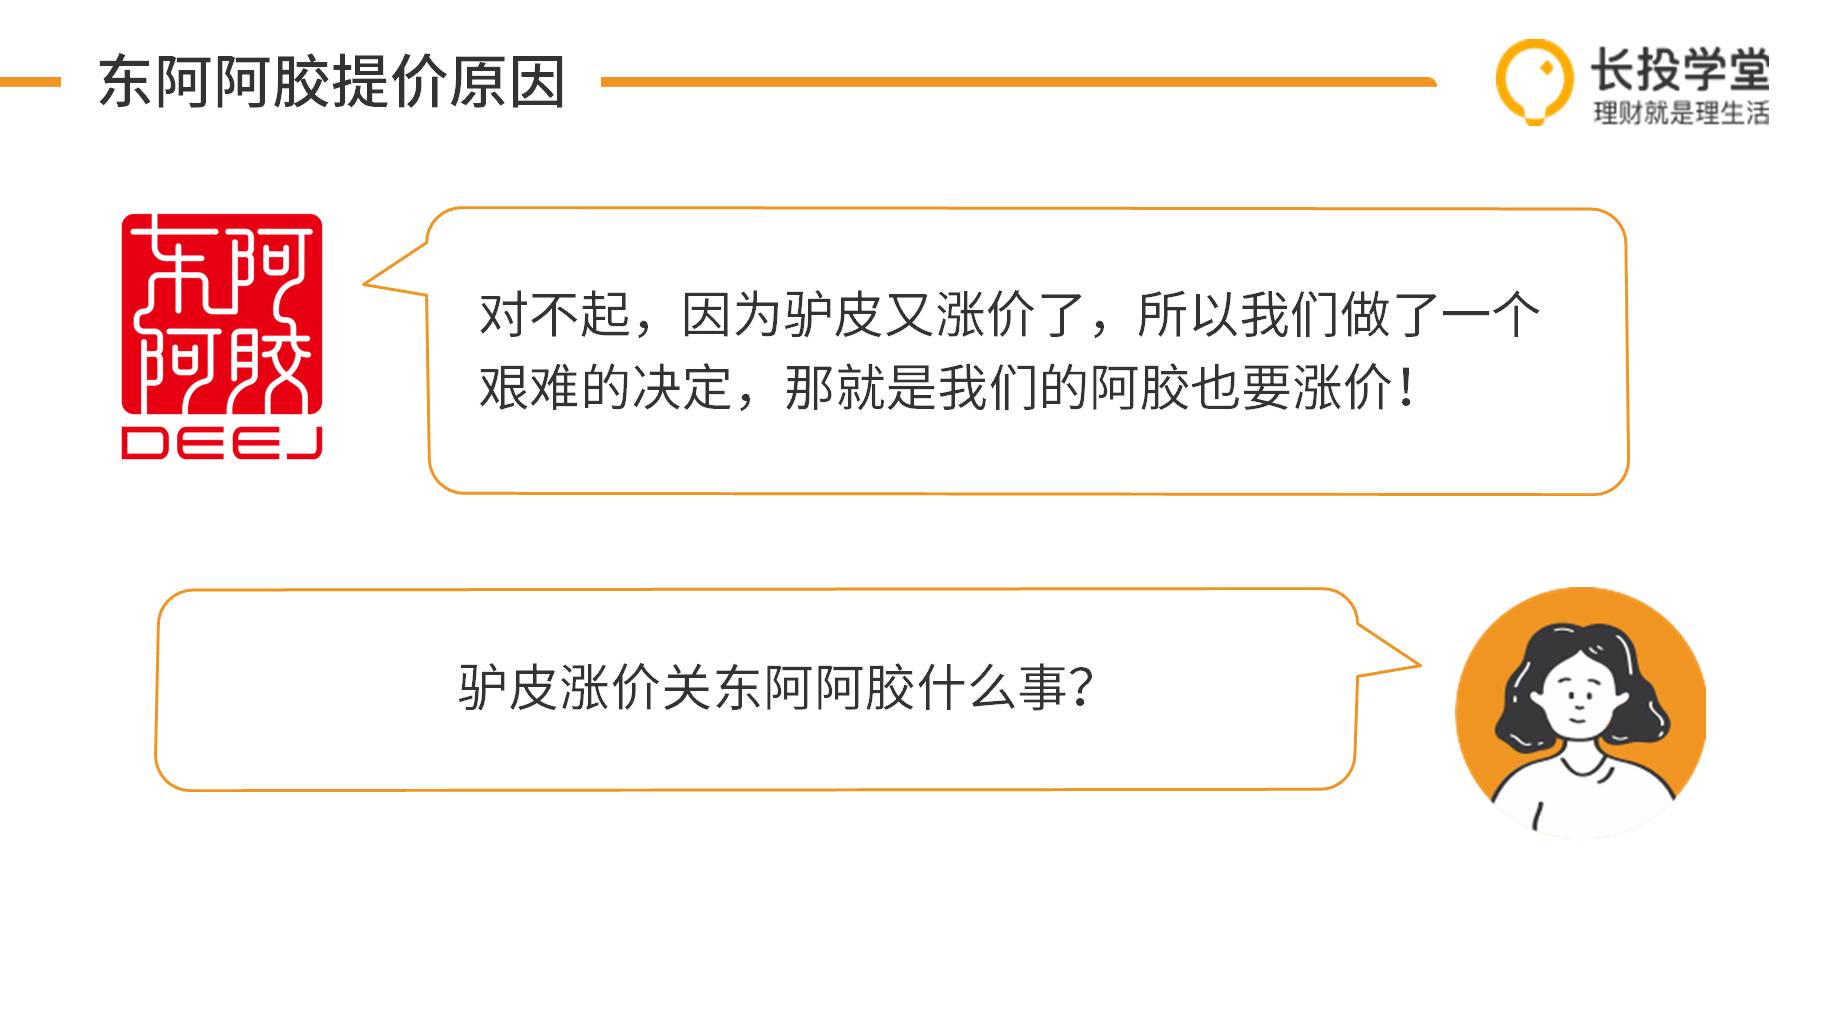 东阿阿胶提价原因
长投学堂
理财就是理生活
东阿
阿胶
DEEJ
对不起，因为驴皮又涨价了，所以我们做了一个
艰难的决定，那就是我们的阿胶也要涨价！
驴皮涨价关东阿阿胶什么事？